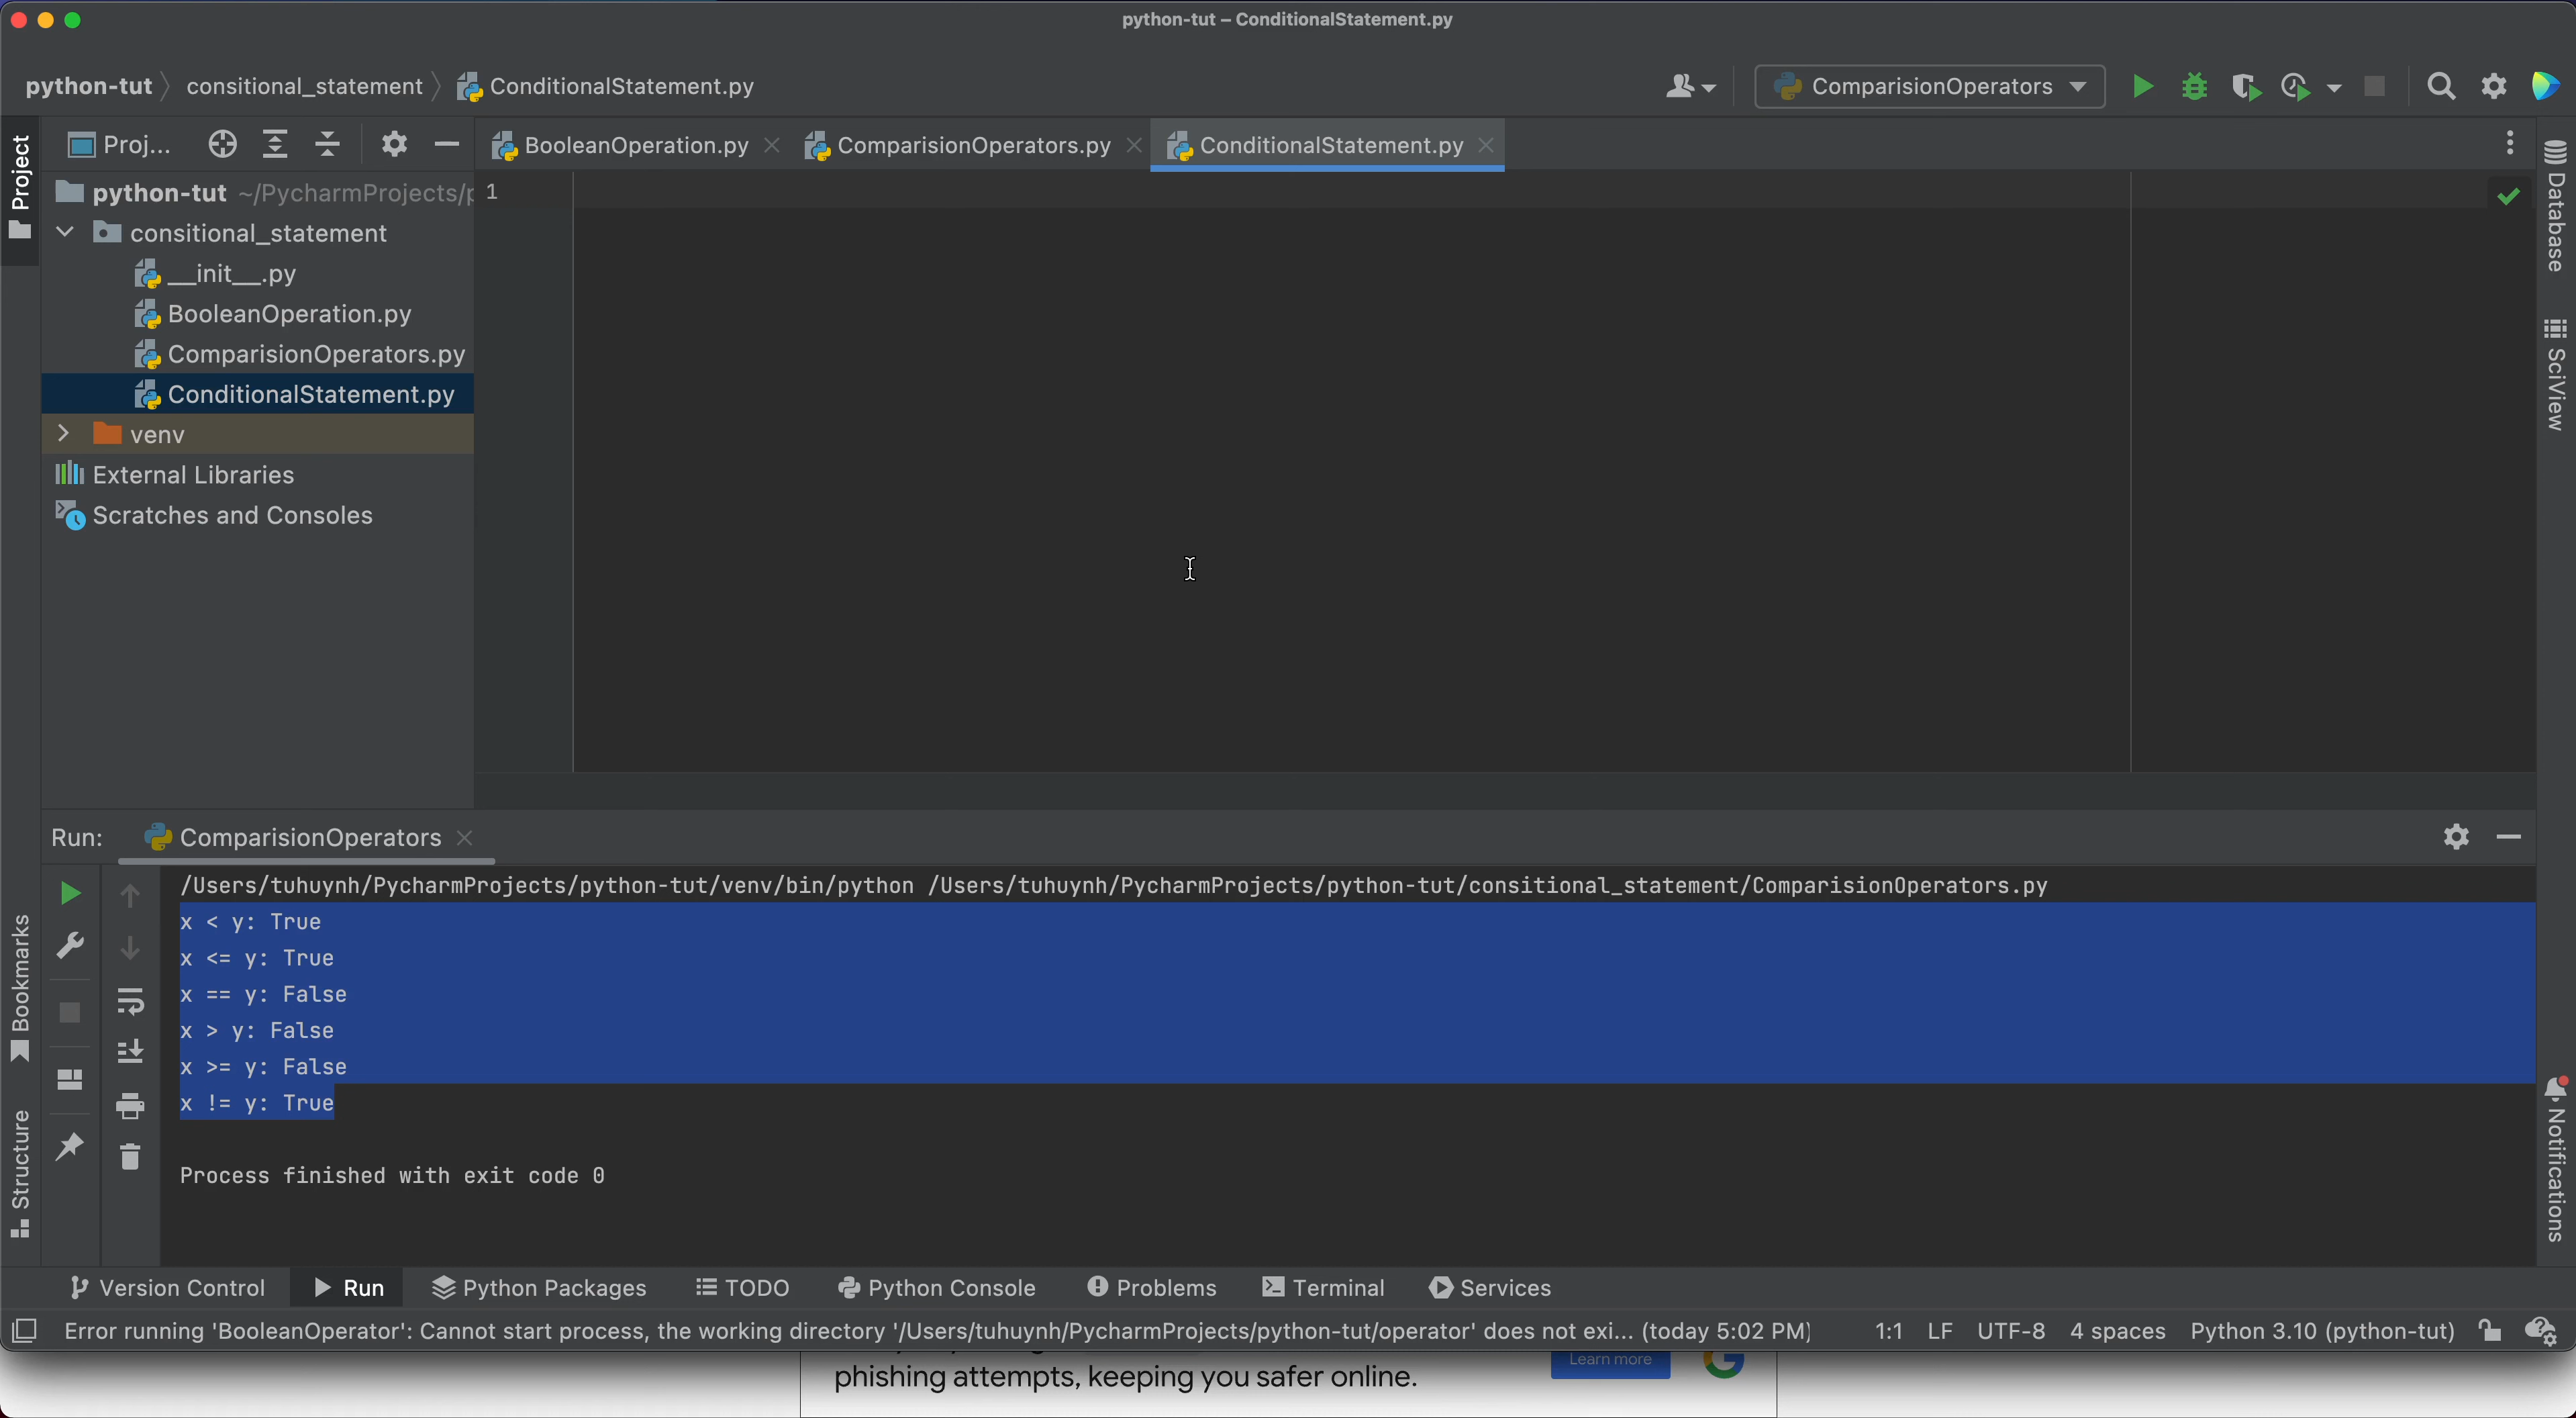 python-tut – ConditionalStatement.py
python-tut
consitional_statement
ConditionalStatement.py
ComparisionOperators
Project
Proj...
BooleanOperation.py
ComparisionOperators.py
ConditionalStatement.py
Database
SciView
python-tut ~/PycharmProjects/p
consitional_statement
__init__.py
BooleanOperation.py
ComparisionOperators.py
ConditionalStatement.py
venv
External Libraries
Scratches and Consoles
1
Run:
ComparisionOperators
/Users/tuhuynh/PycharmProjects/python-tut/venv/bin/python /Users/tuhuynh/PycharmProjects/python-tut/consitional_statement/ComparisionOperators.py
x < y: True
x <= y: True
x == y: False
x > y: False
x >= y: False
x != y: True
Process finished with exit code 0
Bookmarks
Structure
Notifications
Version Control
Run
Python Packages
TODO
Python Console
Problems
Terminal
Services
Error running 'BooleanOperator': Cannot start process, the working directory '/Users/tuhuynh/PycharmProjects/python-tut/operator' does not exi... (today 5:02 PM)
1:1
LF
UTF-8
4 spaces
Python 3.10 (python-tut)
phishing attempts, keeping you safer online.
Learn more